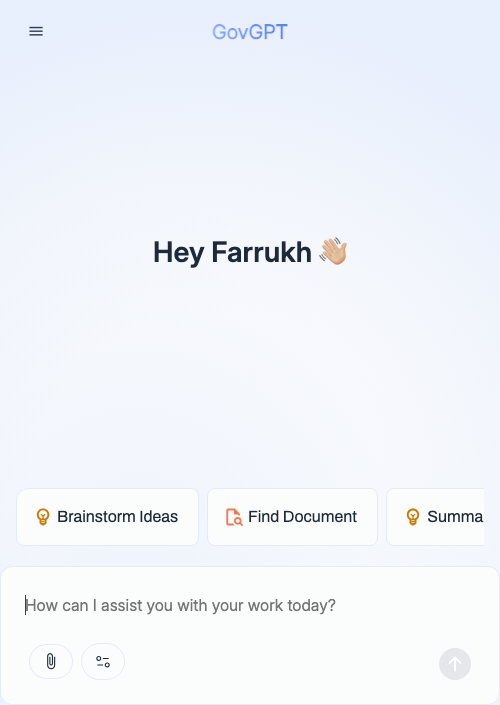 GovGPT
Hey Farrukh 👋🏼
Brainstorm Ideas
Find Document
Summa
How can I assist you with your work today?